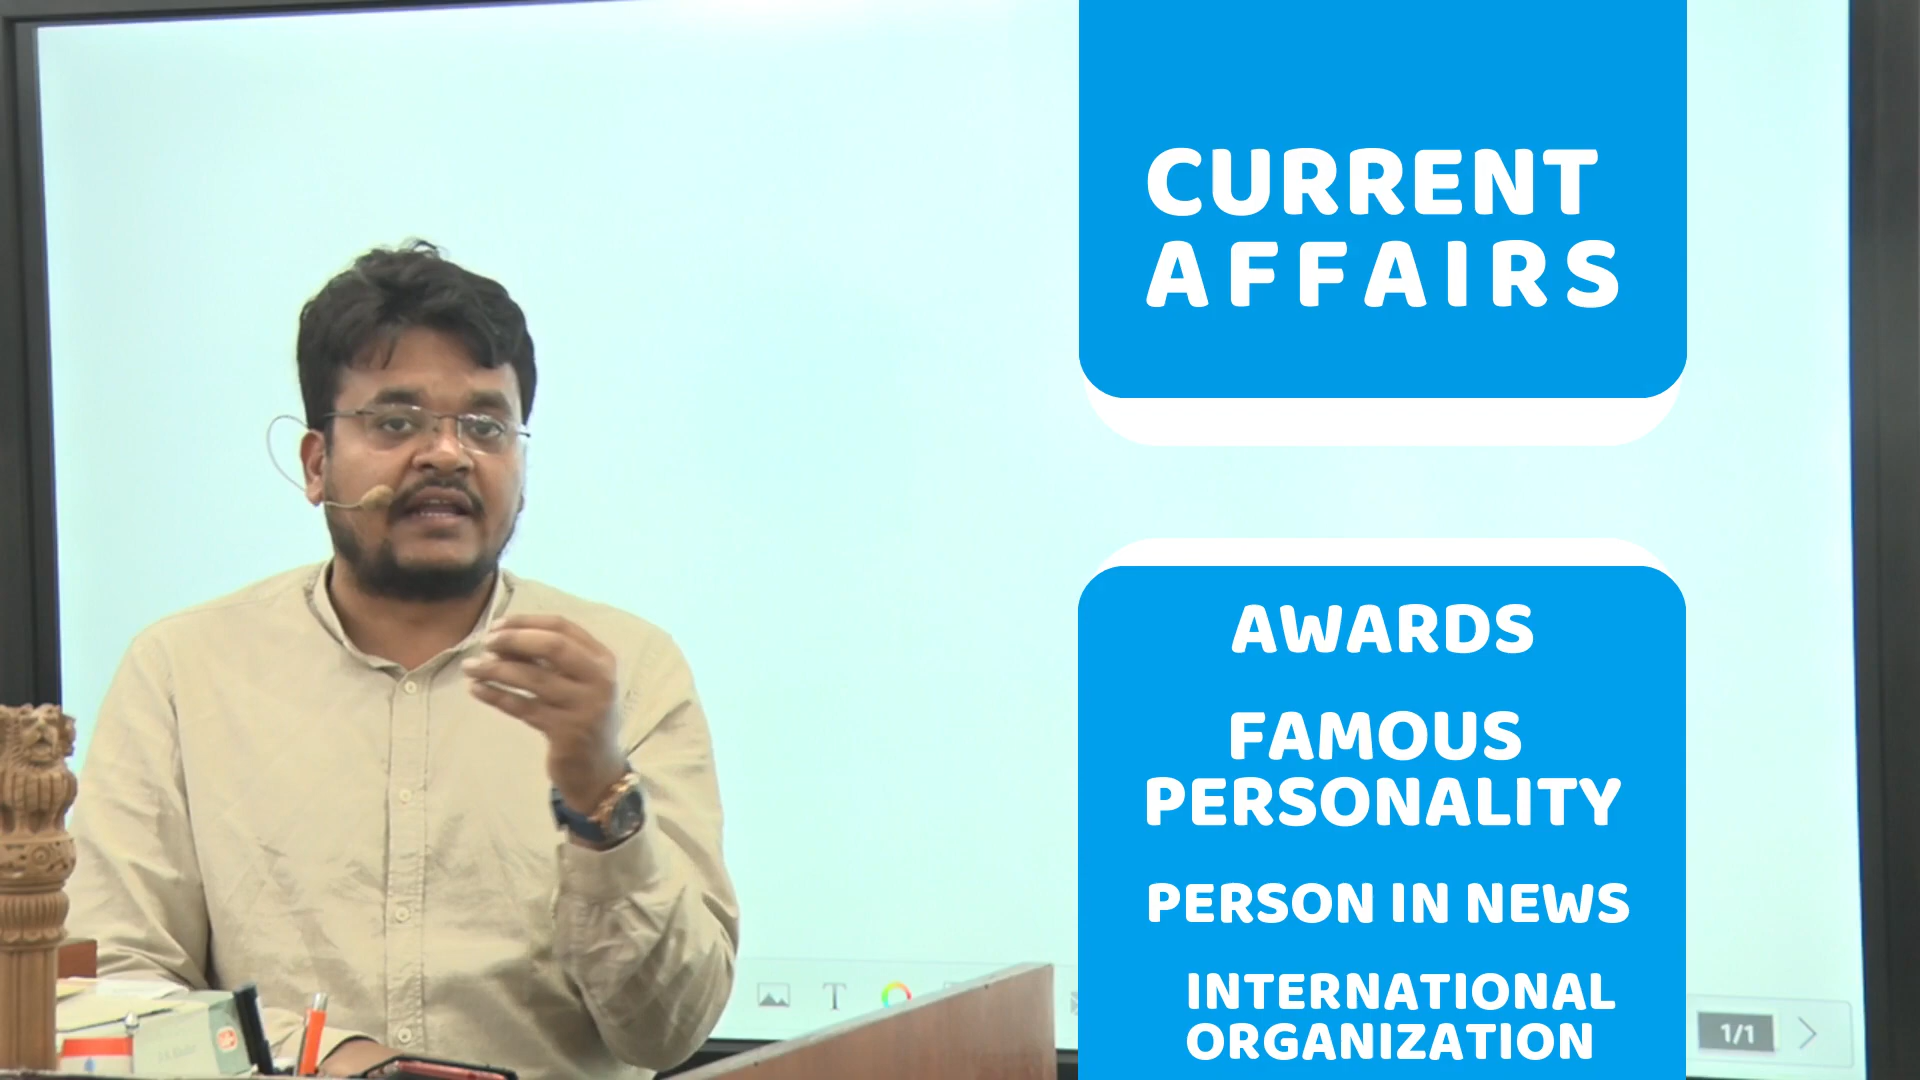 CURRENT
AFFAIRS
AWARDS
FAMOUS
PERSONALITY
PERSON IN NEWS
INTERNATIONAL
ORGANIZATION
T
1/1